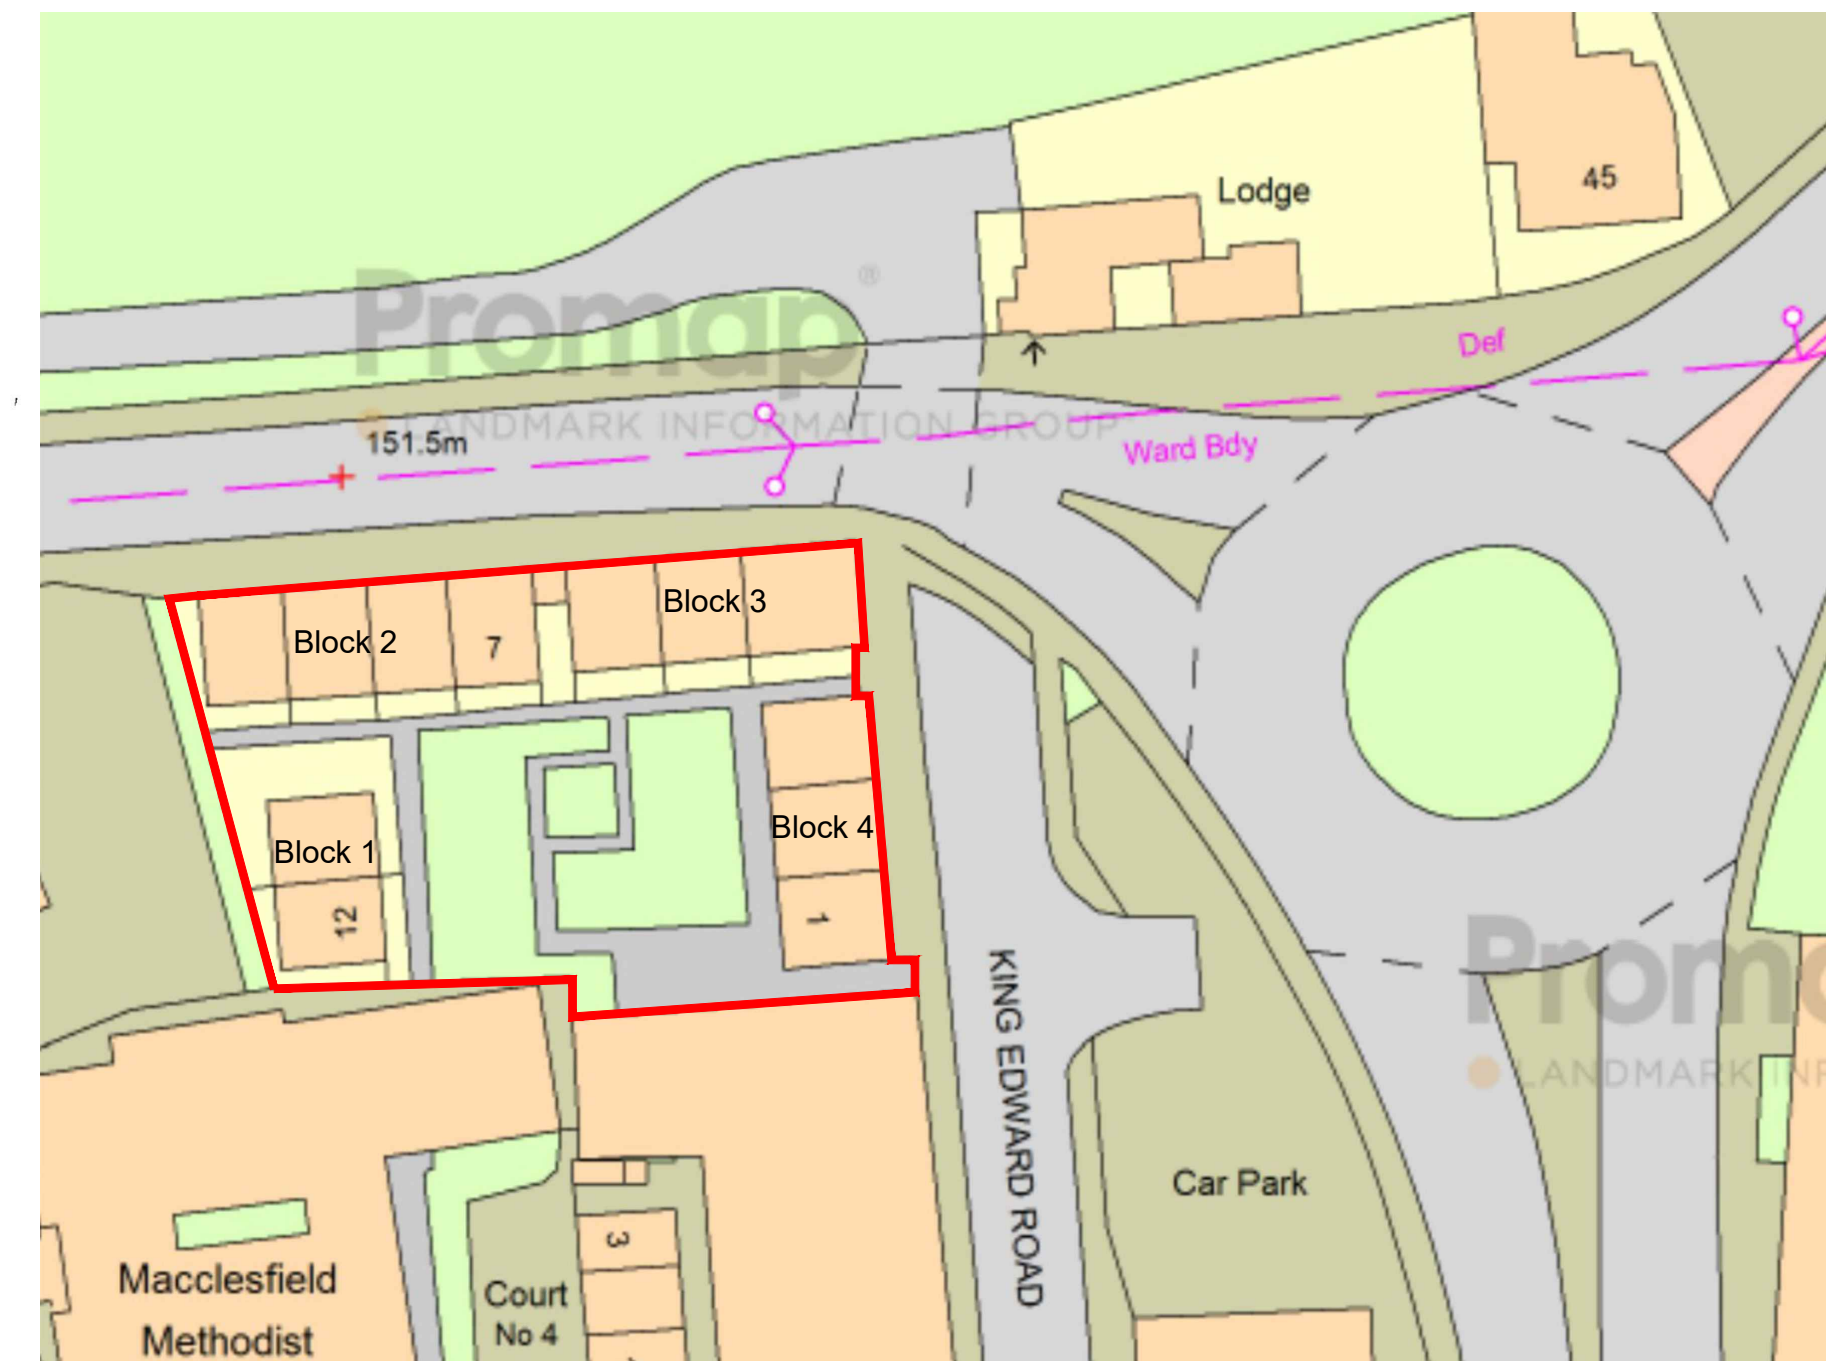 45
Lodge
Promap®
LANDMARK INFORMATION GROUP
Def
Ward Bdy
151.5m
Block 3
Block 2
7
Block 4
Block 1
12
1
KING EDWARD ROAD
Prom
LANDMARK INF
Car Park
3
Macclesfield
Methodist
Court
No 4